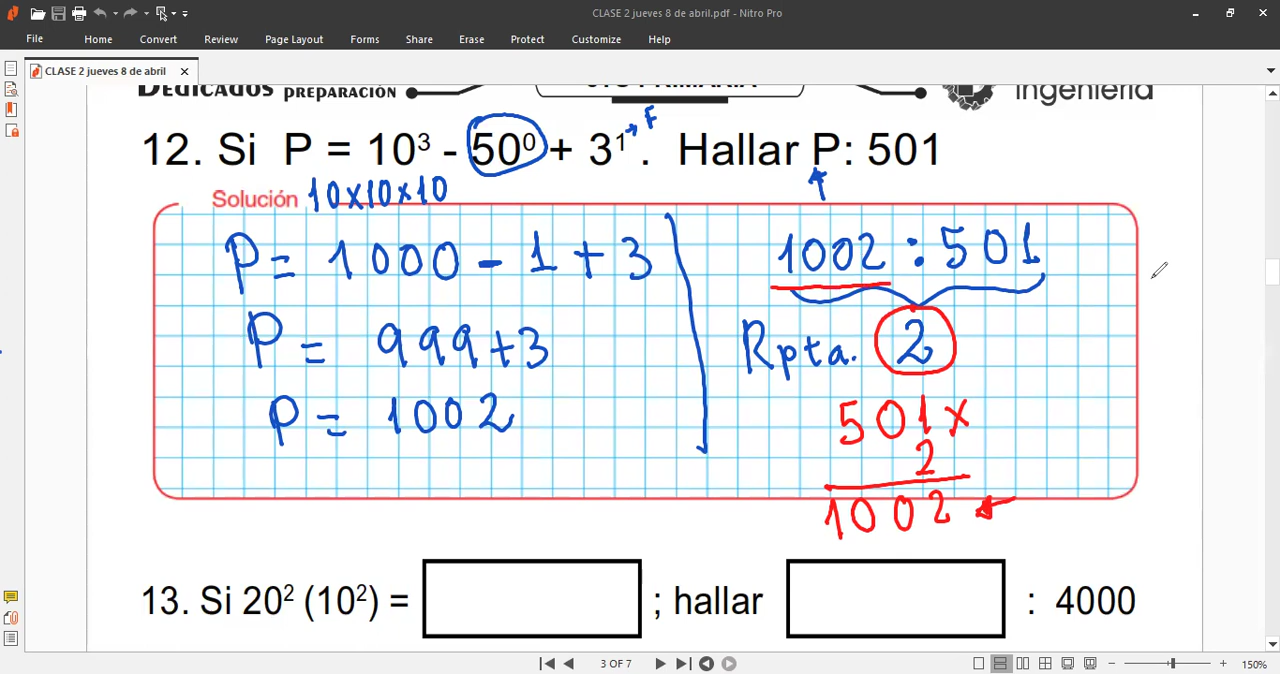 CLASE 2 jueves 8 de abril.pdf - Nitro Pro
File Home Convert Review Page Layout Forms Share Erase Protect Customize Help
CLASE 2 jueves 8 de abril
DEDICADOS PREPARACIÓN
PRIMARIA
Ingeniería
12. Si P = 10³ - 50⁰ + 3¹ . Hallar P: 501
Solución 10x10x10
P = 1000 - 1 + 3
1002 : 501
P = 999+3
Rpta. 2
P = 1002
501x
2
1002
13. Si 20² (10²) = ; hallar : 4000
3 OF 7
150%